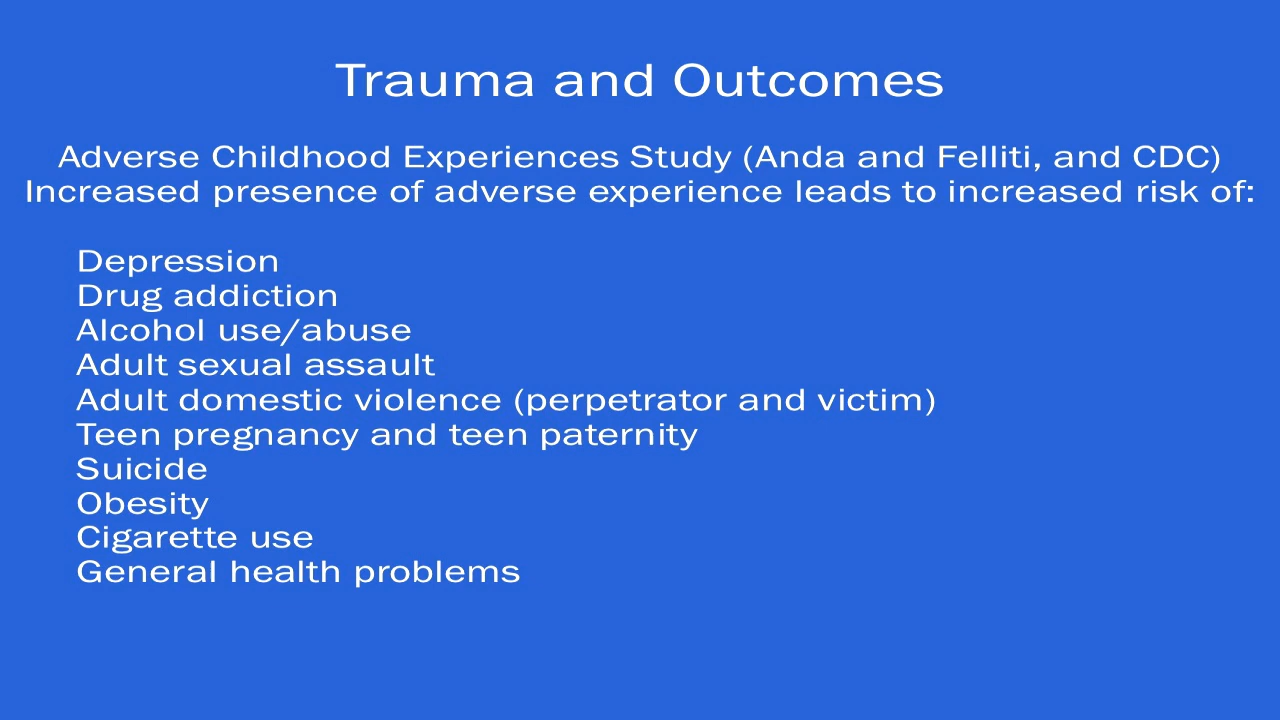 Trauma and Outcomes
Adverse Childhood Experiences Study (Anda and Felliti, and CDC)
Increased presence of adverse experience leads to increased risk of:
Depression
Drug addiction
Alcohol use/abuse
Adult sexual assault
Adult domestic violence (perpetrator and victim)
Teen pregnancy and teen paternity
Suicide
Obesity
Cigarette use
General health problems